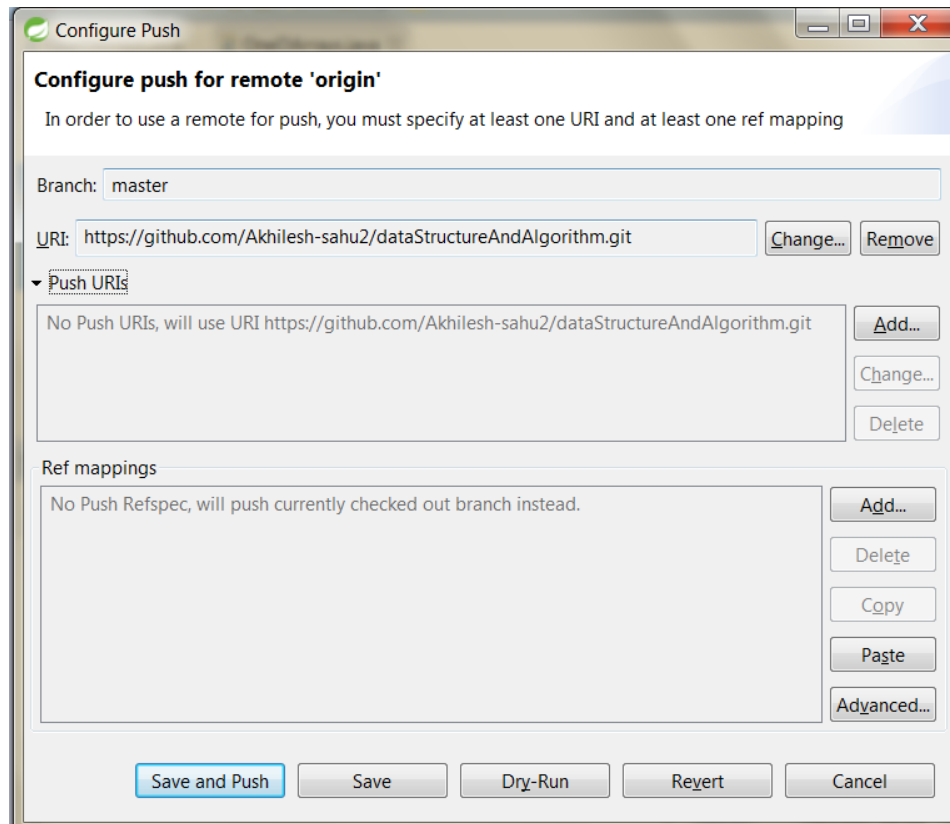 Configure Push
Configure push for remote 'origin'
In order to use a remote for push, you must specify at least one URI and at least one ref mapping
Branch: master
URI: https://github.com/Akhilesh-sahu2/dataStructureAndAlgorithm.git Change... Remove
Push URIs
No Push URIs, will use URI https://github.com/Akhilesh-sahu2/dataStructureAndAlgorithm.git Add...
Change...
Delete
Ref mappings
No Push Refspec, will push currently checked out branch instead. Add...
Delete
Copy
Paste
Advanced...
Save and Push Save Dry-Run Revert Cancel